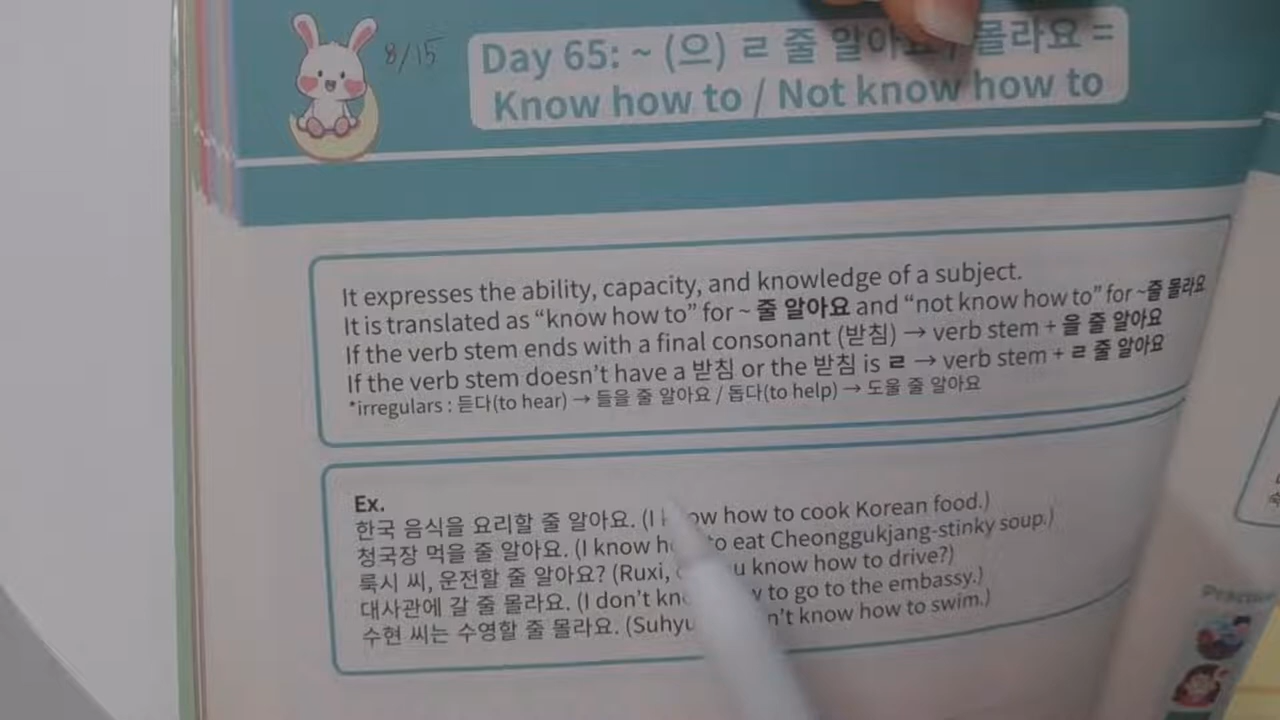 8/15
Day 65: ~ (으) ㄹ 줄 알아요 / 몰라요 =
Know how to / Not know how to
It expresses the ability, capacity, and knowledge of a subject.
It is translated as “know how to” for ~ 줄 알아요 and “not know how to” for ~줄 몰라요
If the verb stem ends with a final consonant (받침) → verb stem + 을 줄 알아요
If the verb stem doesn't have a 받침 or the 받침 is ㄹ → verb stem + ㄹ 줄 알아요
*irregulars : 듣다(to hear) → 들을 줄 알아요 / 돕다(to help) → 도울 줄 알아요
Ex.
한국 음식을 요리할 줄 알아요. (I know how to cook Korean food.)
청국장 먹을 줄 알아요. (I know how to eat Cheonggukjang-stinky soup.)
룩시 씨, 운전할 줄 알아요? (Ruxi, you know how to drive?)
대사관에 갈 줄 몰라요. (I don't know how to go to the embassy.)
수현 씨는 수영할 줄 몰라요. (Suhyu n't know how to swim.)
Practice